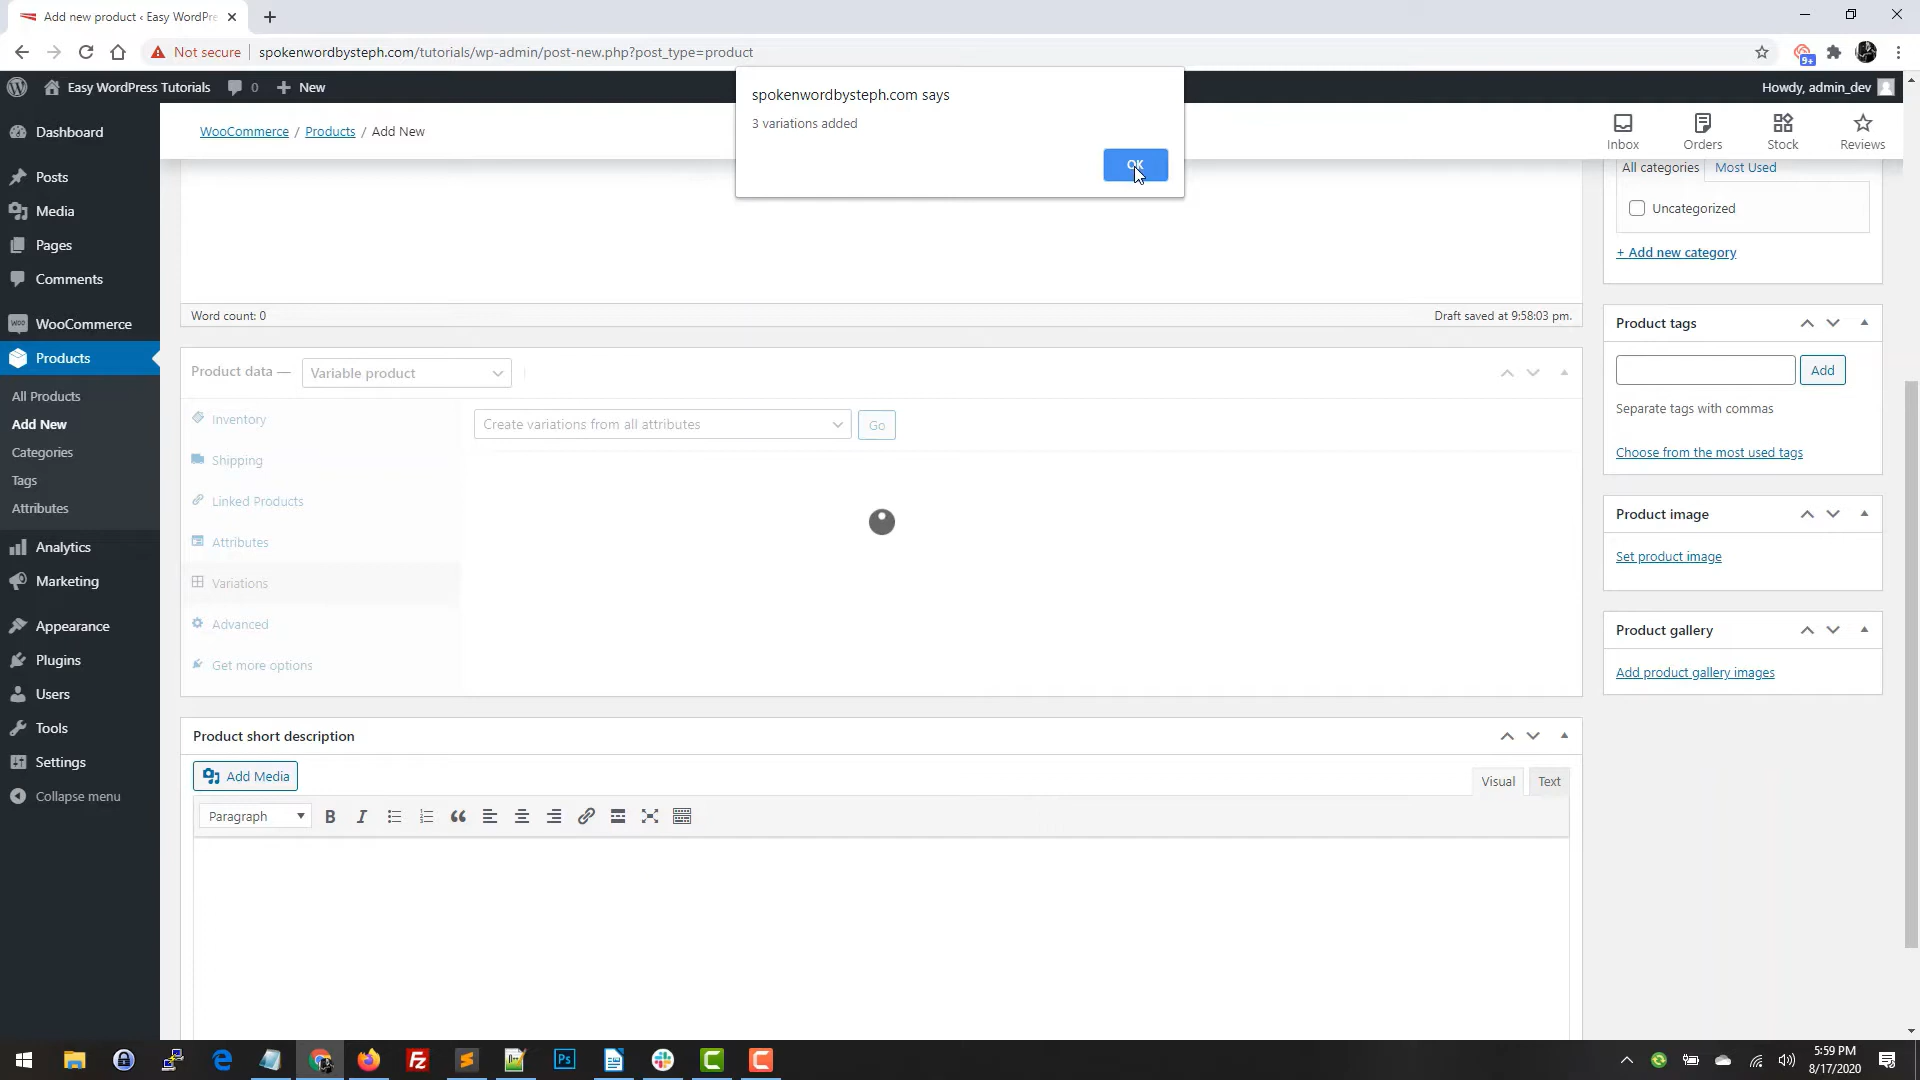 Add new product ‹ Easy WordPre
Not secure
spokenwordbysteph.com/tutorials/wp-admin/post-new.php?post_type=product
9+
Easy WordPress Tutorials
0
New
Howdy, admin_dev
spokenwordbysteph.com says
3 variations added
OK
WooCommerce / Products / Add New
Inbox
Orders
Stock
Reviews
Dashboard
Posts
Media
Pages
Comments
WooCommerce
Products
All Products
Add New
Categories
Tags
Attributes
Analytics
Marketing
Appearance
Plugins
Users
Tools
Settings
Collapse menu
Word count: 0
Draft saved at 9:58:03 pm.
Product data —
Variable product
Inventory
Shipping
Linked Products
Attributes
Variations
Advanced
Get more options
Create variations from all attributes
Go
Product short description
Add Media
Visual
Text
Paragraph
B
I
All categories
Most Used
Uncategorized
+ Add new category
Product tags
Add
Separate tags with commas
Choose from the most used tags
Product image
Set product image
Product gallery
Add product gallery images
Ps
5:59 PM
8/17/2020